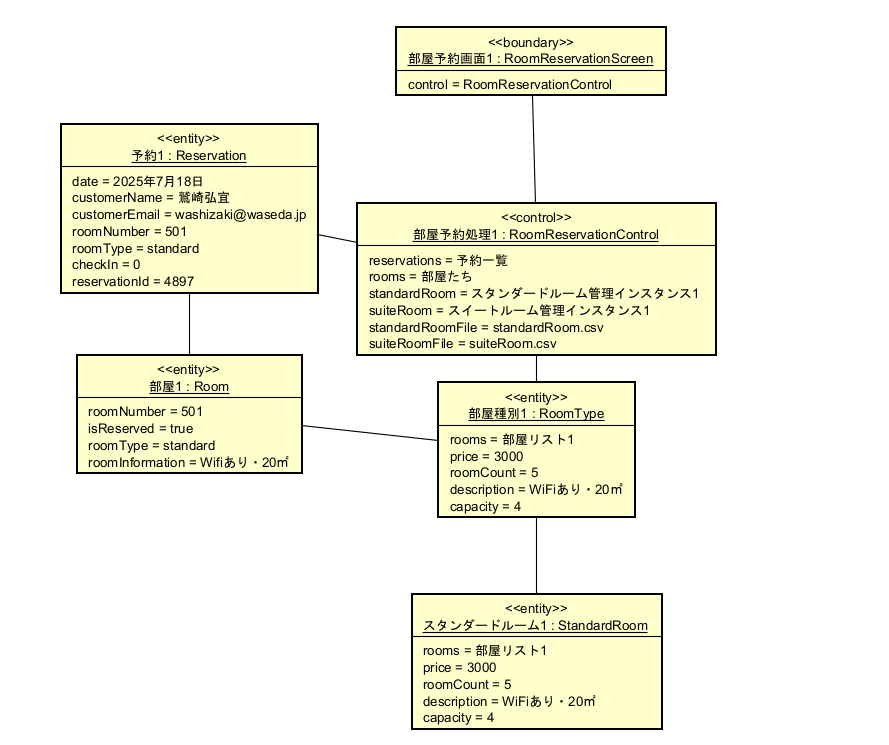 <<boundary>>
部屋予約画面1 : RoomReservationScreen
control = RoomReservationControl
<<entity>>
予約1 : Reservation
date = 2025年7月18日
customerName = 鷲崎弘宜
customerEmail = washizaki@waseda.jp
roomNumber = 501
roomType = standard
checkIn = 0
reservationId = 4897
<<control>>
部屋予約処理1 : RoomReservationControl
reservations = 予約一覧
rooms = 部屋たち
standardRoom = スタンダードルーム管理インスタンス1
suiteRoom = スイートルーム管理インスタンス1
standardRoomFile = standardRoom.csv
suiteRoomFile = suiteRoom.csv
<<entity>>
部屋1 : Room
roomNumber = 501
isReserved = true
roomType = standard
roomInformation = Wifiあり・20㎡
<<entity>>
部屋種別1 : RoomType
rooms = 部屋リスト1
price = 3000
roomCount = 5
description = WiFiあり・20㎡
capacity = 4
<<entity>>
スタンダードルーム1 : StandardRoom
rooms = 部屋リスト1
price = 3000
roomCount = 5
description = WiFiあり・20㎡
capacity = 4